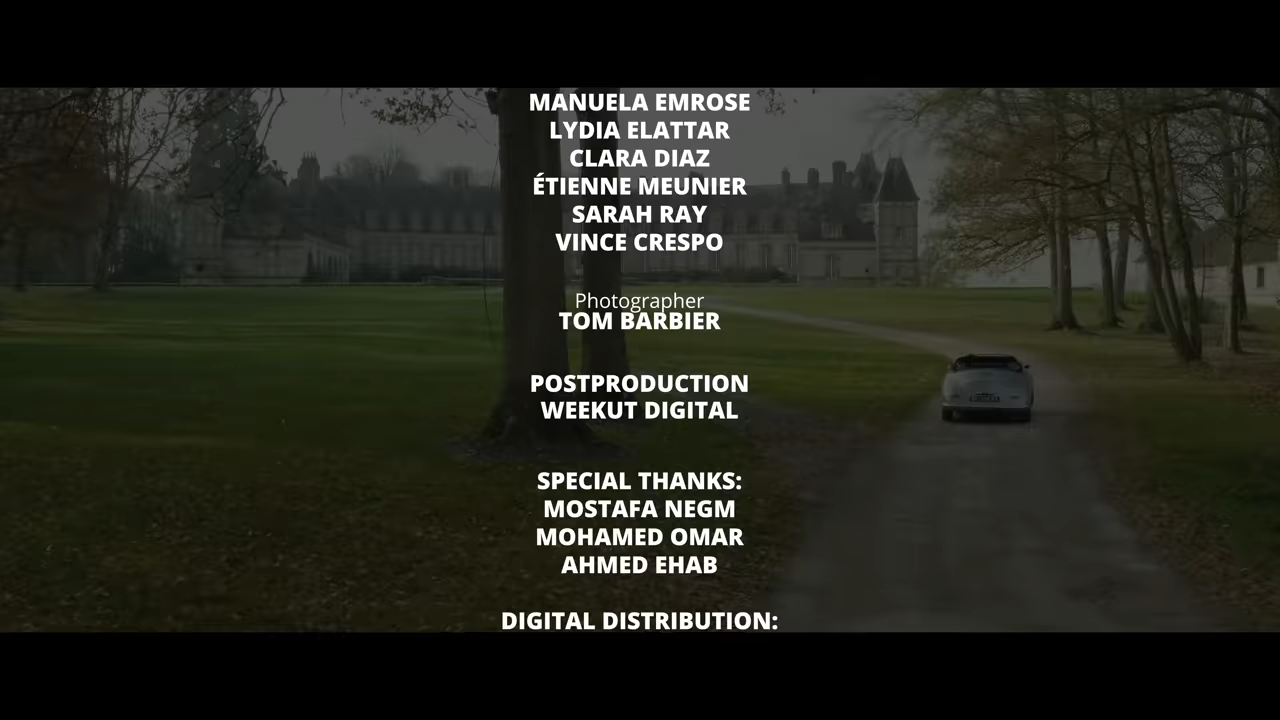 MANUELA EMROSE
LYDIA ELATTAR
CLARA DIAZ
ÉTIENNE MEUNIER
SARAH RAY
VINCE CRESPO
Photographer
TOM BARBIER
POSTPRODUCTION
WEEKUT DIGITAL
SPECIAL THANKS:
MOSTAFA NEGM
MOHAMED OMAR
AHMED EHAB
DIGITAL DISTRIBUTION: